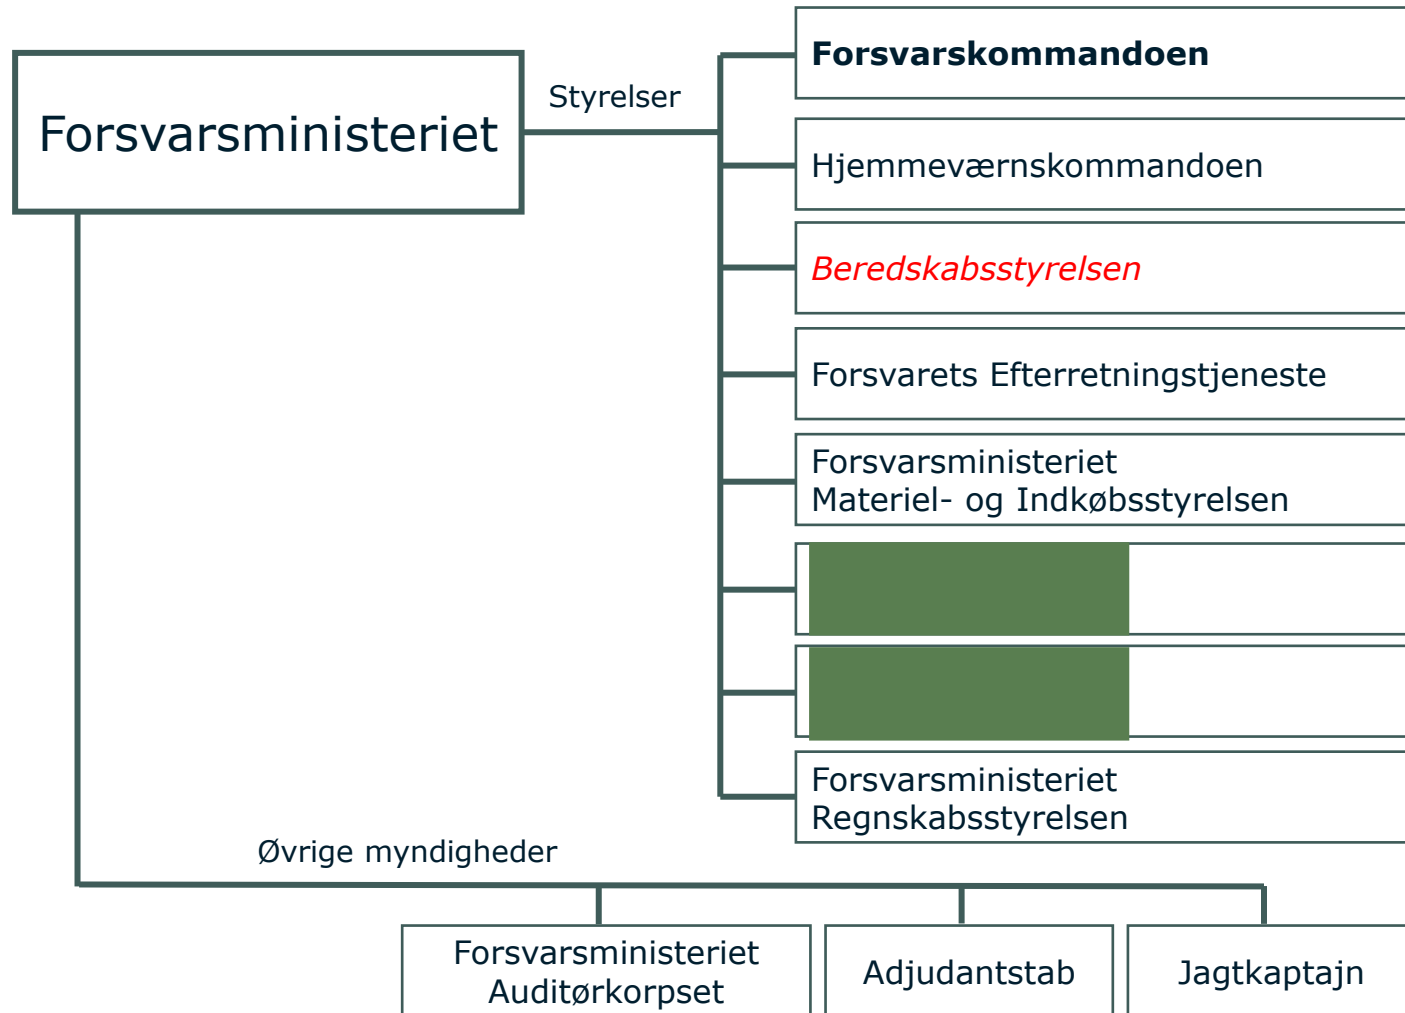 Forsvarsministeriet
Styrelser
Forsvarskommandoen
Hjemmeværnskommandoen
Beredskabsstyrelsen
Forsvarets Efterretningstjeneste
Forsvarsministeriet
Materiel- og Indkøbsstyrelsen
Forsvarsministeriet
Regnskabsstyrelsen
Øvrige myndigheder
Forsvarsministeriet
Auditørkorpset
Adjudantstab
Jagtkaptajn